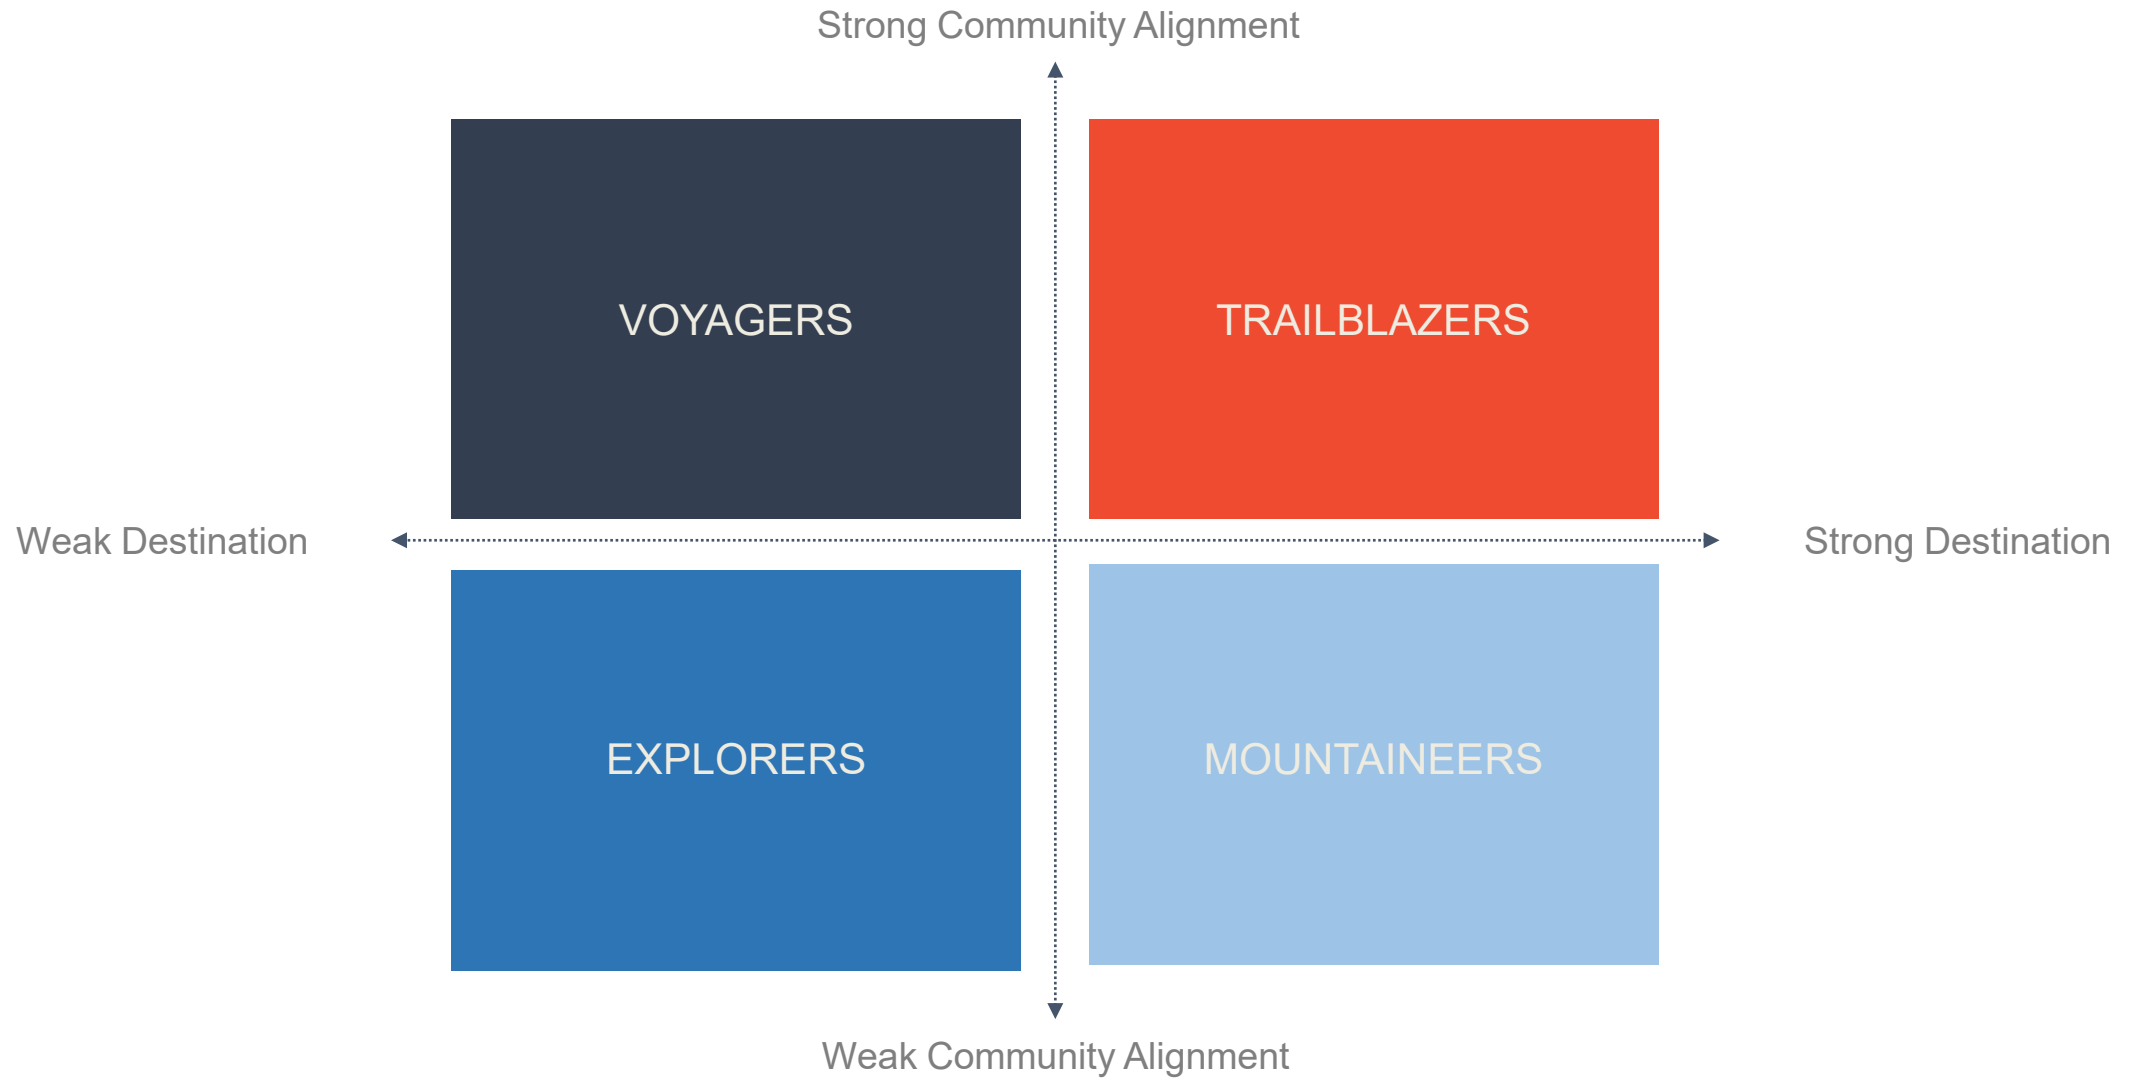 Strong Community Alignment
VOYAGERS
TRAILBLAZERS
Weak Destination
Strong Destination
EXPLORERS
MOUNTAINEERS
Weak Community Alignment